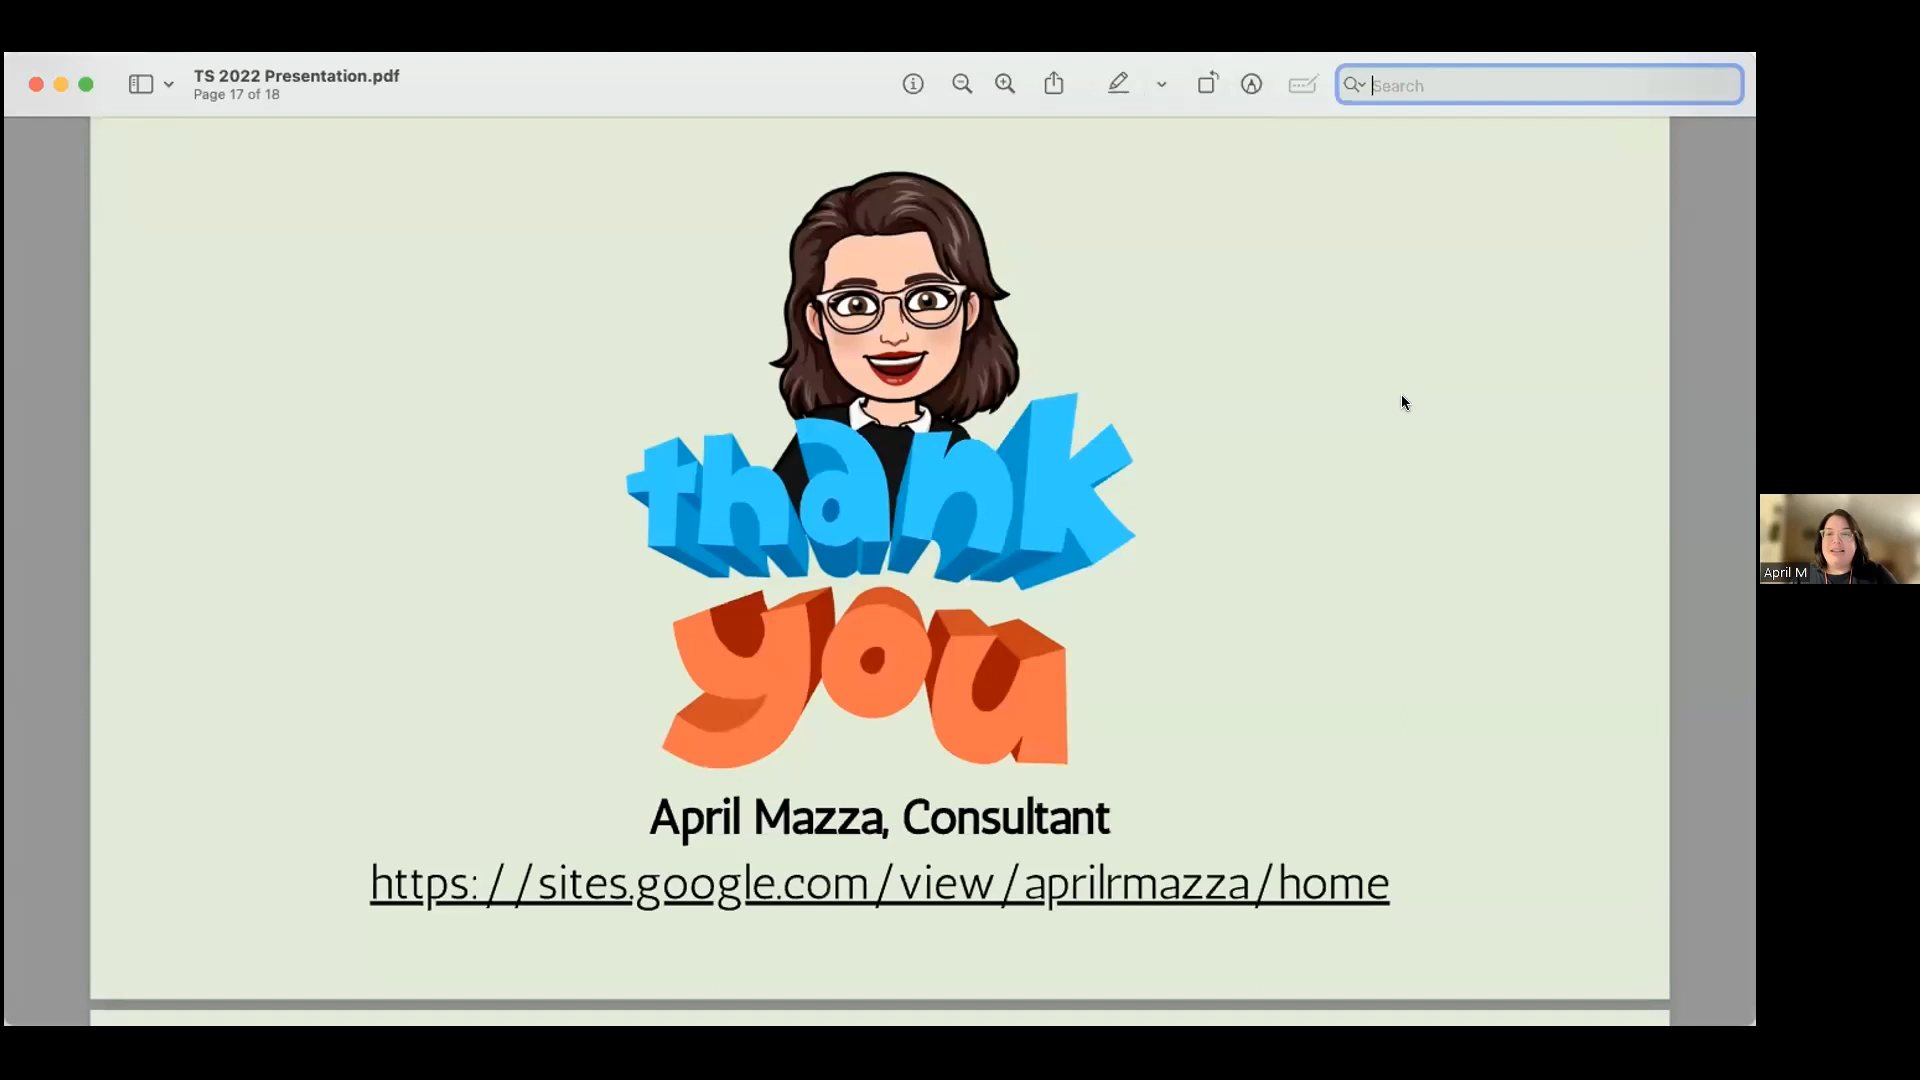 TS 2022 Presentation.pdf
Page 17 of 18
Search
thank
you
April Mazza, Consultant
https://sites.google.com/view/aprilrmazza/home
April M